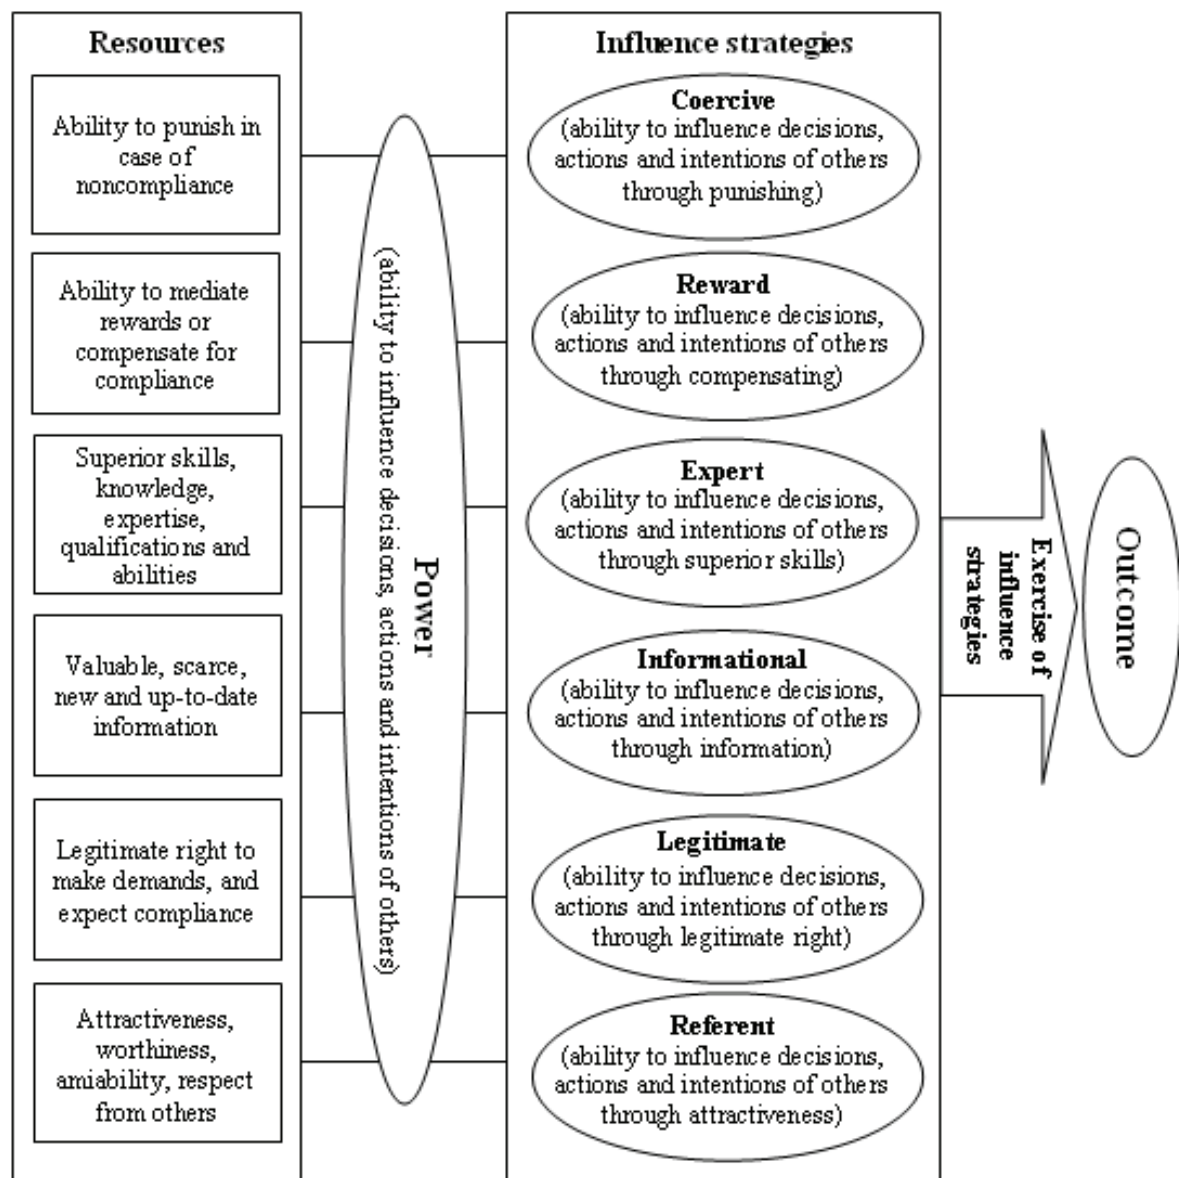 Resources
Ability to punish in
case of
noncompliance
Ability to mediate
rewards or
compensate for
compliance
Superior skills,
knowledge,
expertise,
qualifications and
abilities
Valuable, scarce,
new and up-to-date
information
Legitimate right to
make demands, and
expect compliance
Attractiveness,
worthiness,
amiability, respect
from others
Power
(ability to influence decisions, actions and intentions of others)
Influence strategies
Coercive
(ability to influence decisions,
actions and intentions of others
through punishing)
Reward
(ability to influence decisions,
actions and intentions of others
through compensating)
Expert
(ability to influence decisions,
actions and intentions of others
through superior skills)
Informational
(ability to influence decisions,
actions and intentions of others
through information)
Legitimate
(ability to influence decisions,
actions and intentions of others
through legitimate right)
Referent
(ability to influence decisions,
actions and intentions of others
through attractiveness)
Exercise of
influence
strategies
Outcome